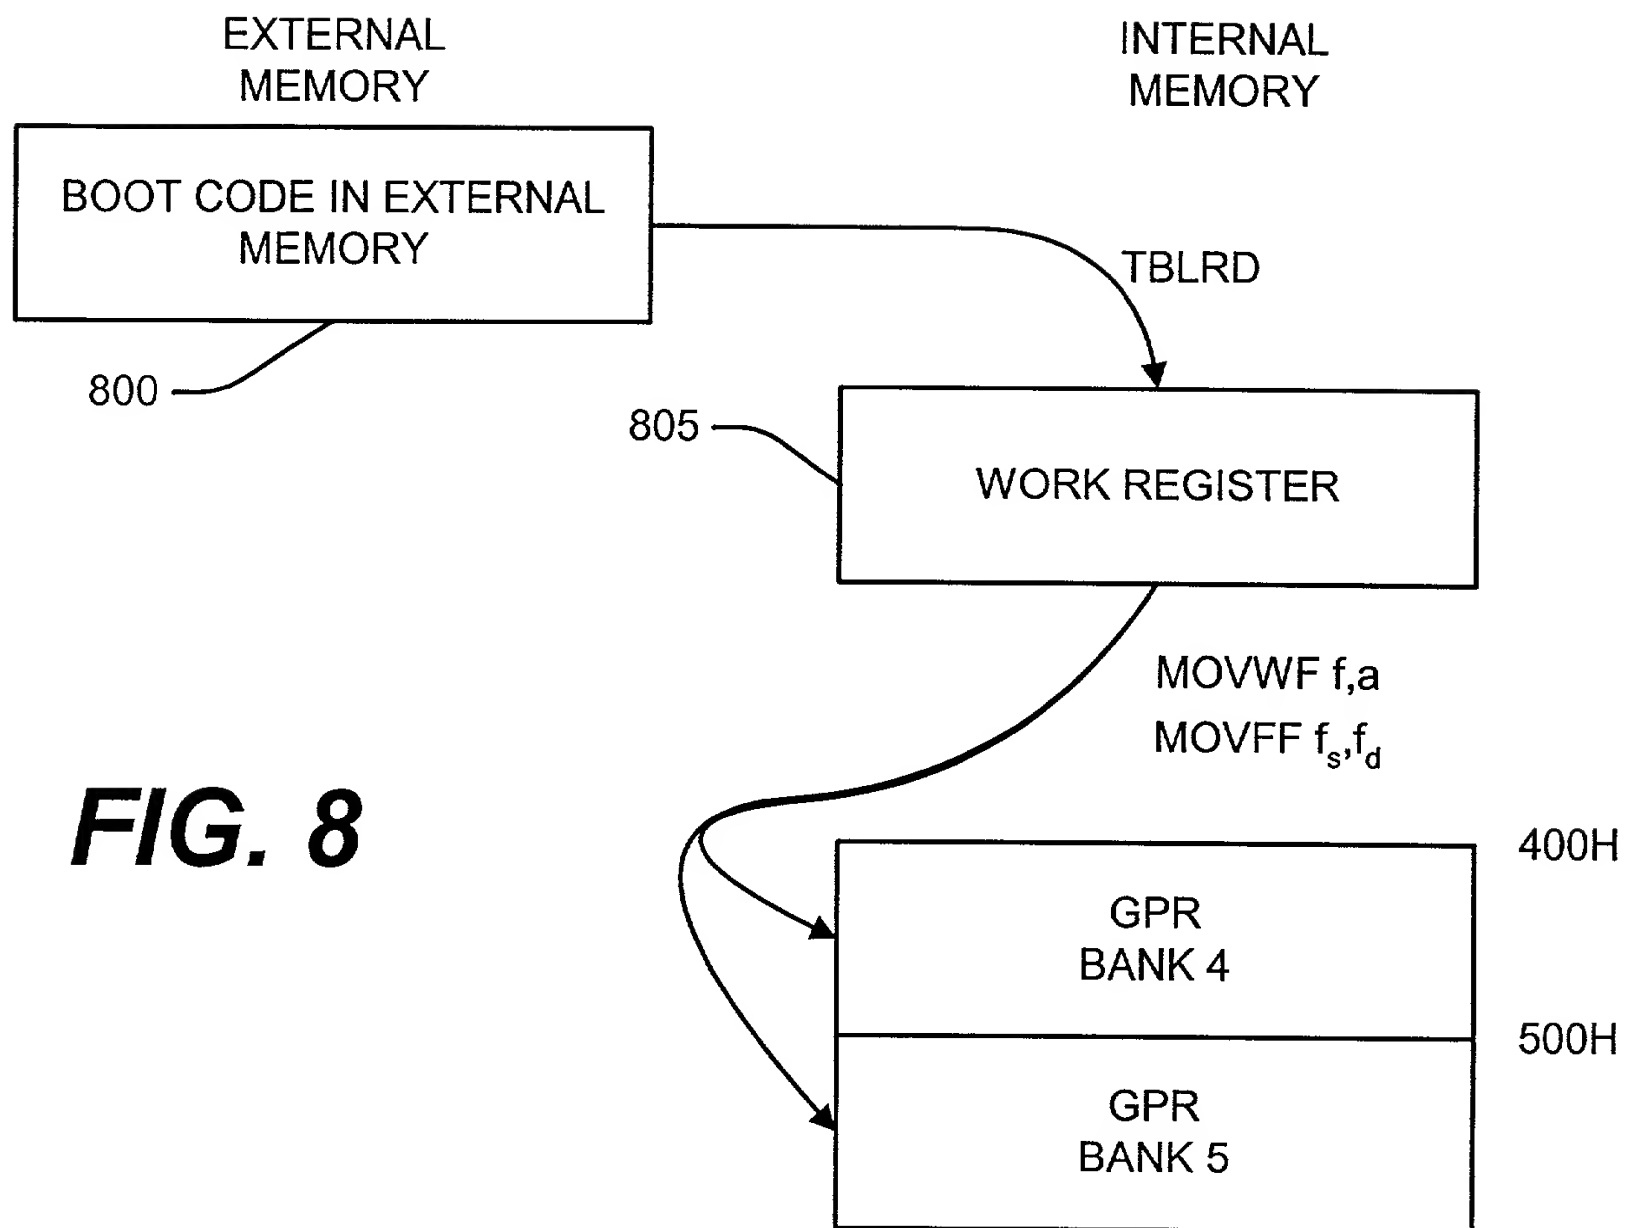 EXTERNAL
MEMORY
INTERNAL
MEMORY
BOOT CODE IN EXTERNAL
MEMORY
TBLRD
800
805
WORK REGISTER
MOVWF f,a
MOVFF fs,fd
FIG. 8
400H
GPR
BANK 4
500H
GPR
BANK 5